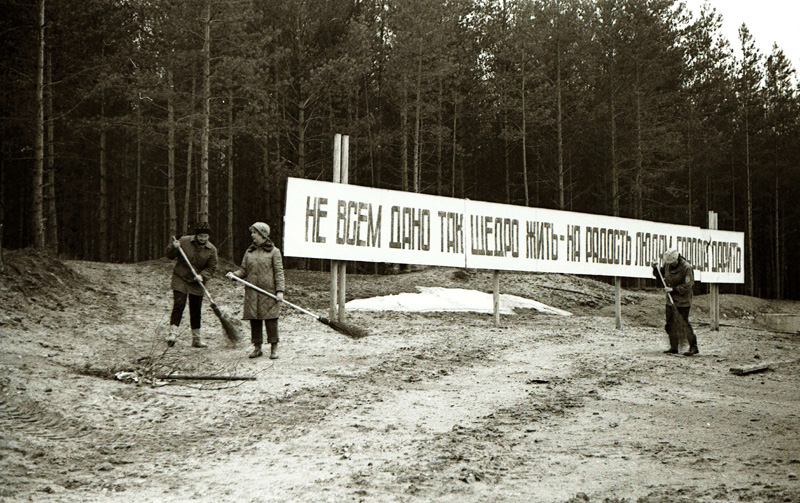 НЕ ВСЕМ ДАНО ТАК ЩЕДРО ЖИТЬ-НА РАДОСТЬ ЛЮДЯМ ГОРОДА ДАРИТЬ